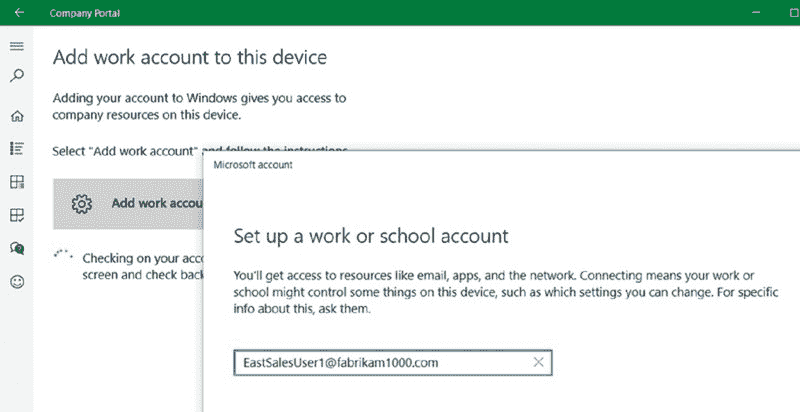 Company Portal
Add work account to this device
Adding your account to Windows gives you access to
company resources on this device.
Select "Add work account" and follow the instructions
Add work accou
Checking on your acco
screen and check back
Microsoft account
Set up a work or school account
You'll get access to resources like email, apps, and the network. Connecting means your work or
school might control some things on this device, such as which settings you can change. For specific
info about this, ask them.
EastSalesUser1@fabrikam1000.com